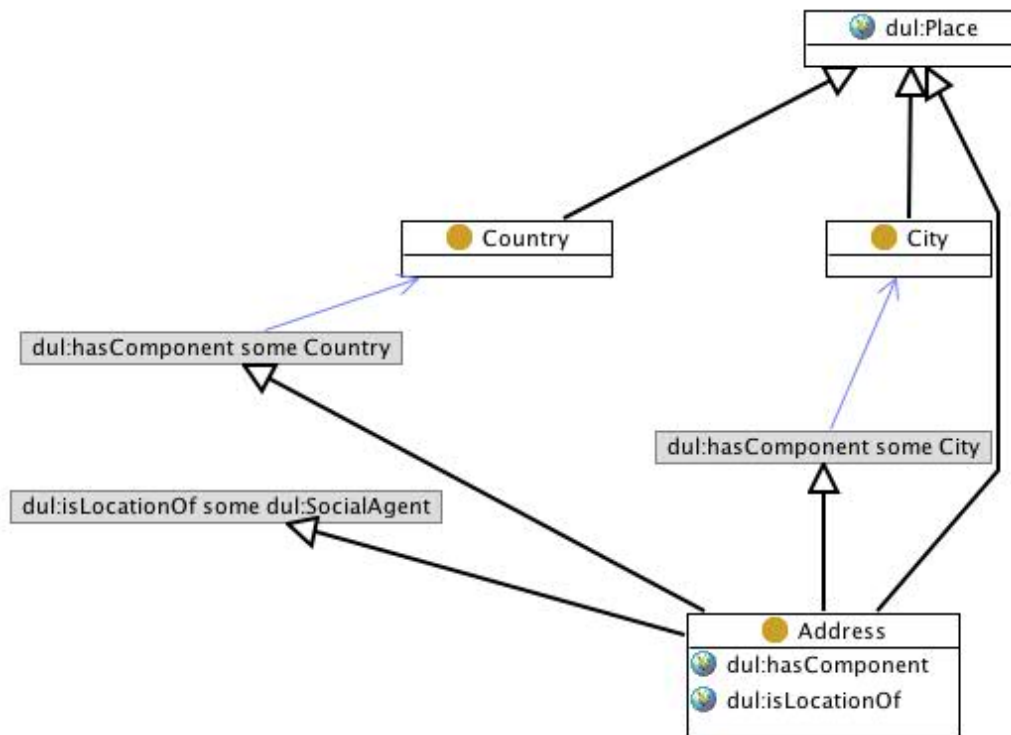 dul:Place
Country
City
dul:hasComponent some Country
dul:hasComponent some City
dul:isLocationOf some dul:SocialAgent
Address
dul:hasComponent
dul:isLocationOf